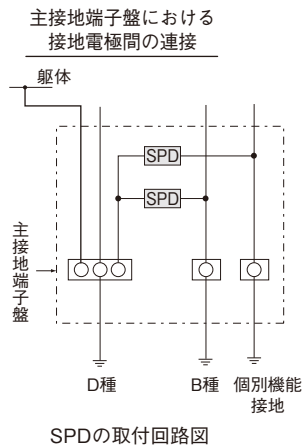 主接地端子盤における
接地電極間の連接
躯体
SPD
SPD
主接地端子盤
D種
B種
個別機能
接地
SPDの取付回路図